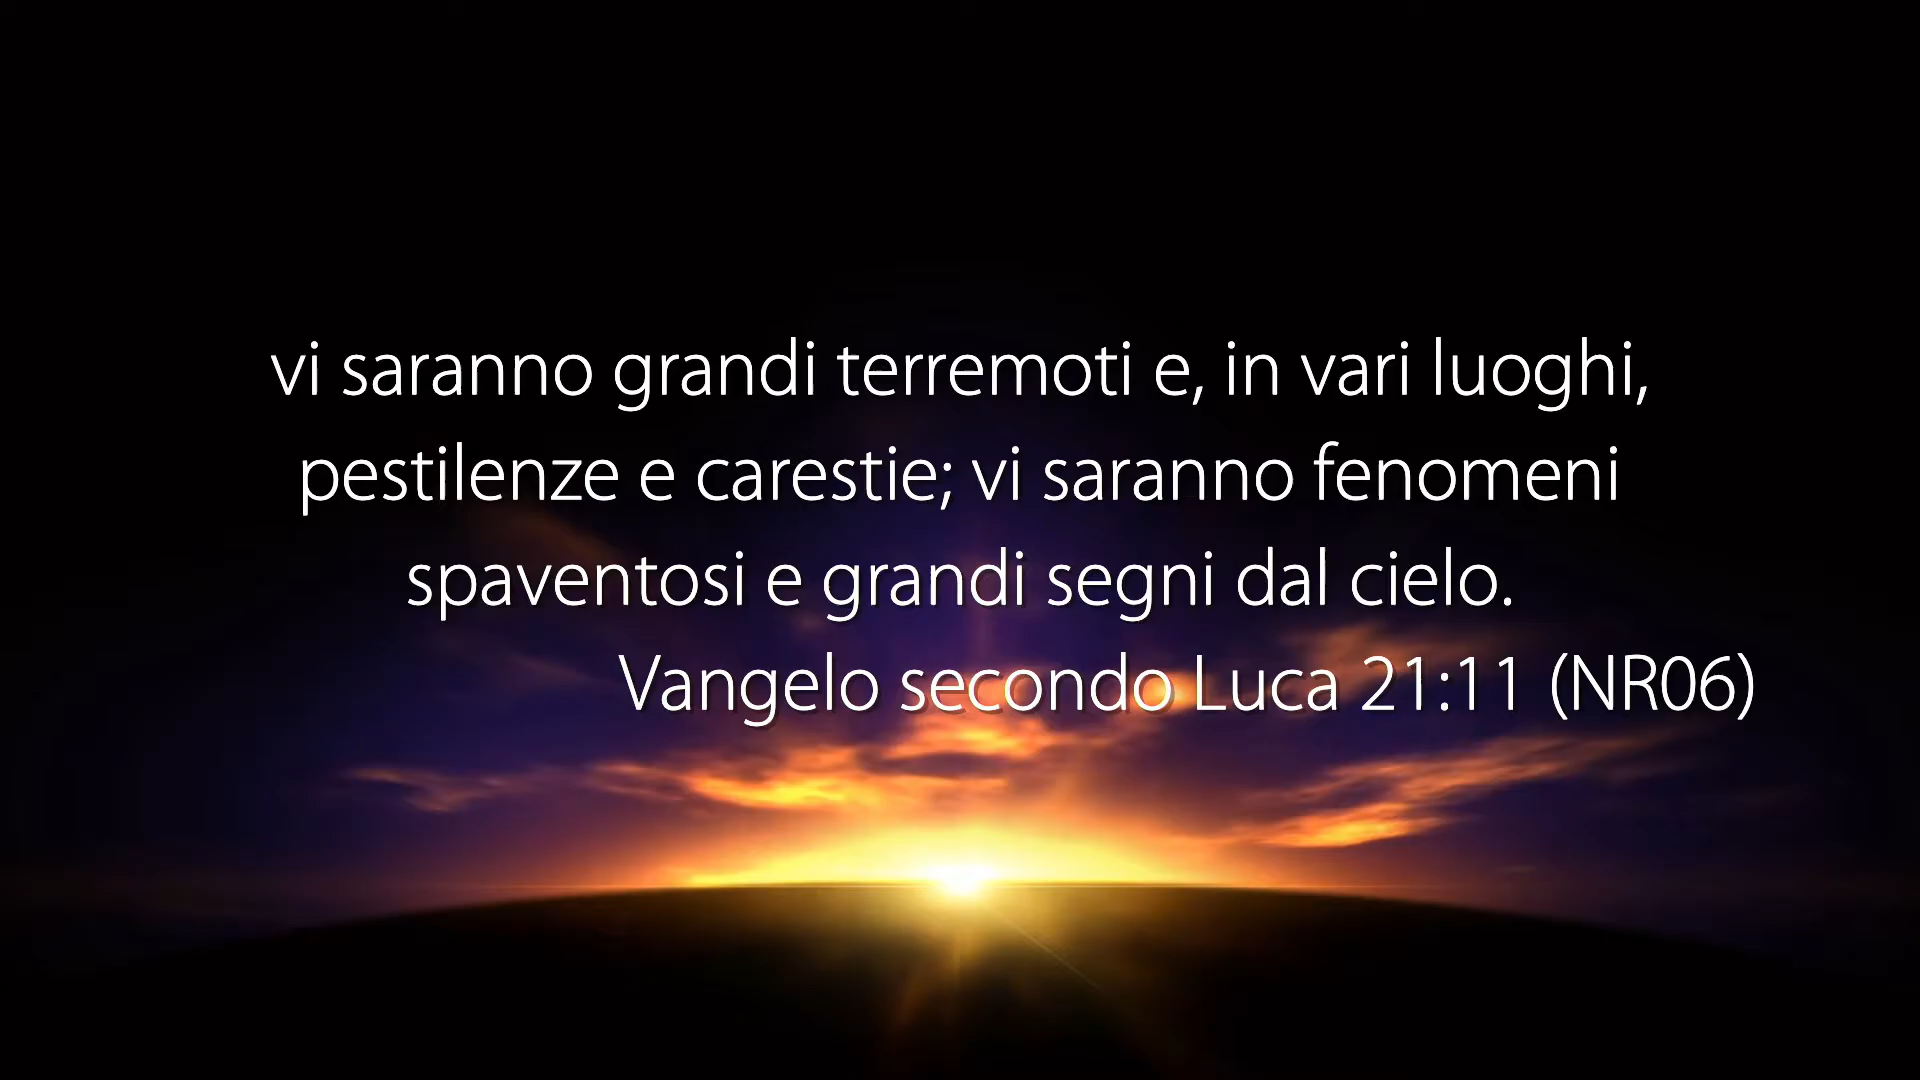 vi saranno grandi terremoti e, in vari luoghi,
pestilenze e carestie; vi saranno fenomeni
spaventosi e grandi segni dal cielo.
Vangelo secondo Luca 21:11 (NR06)